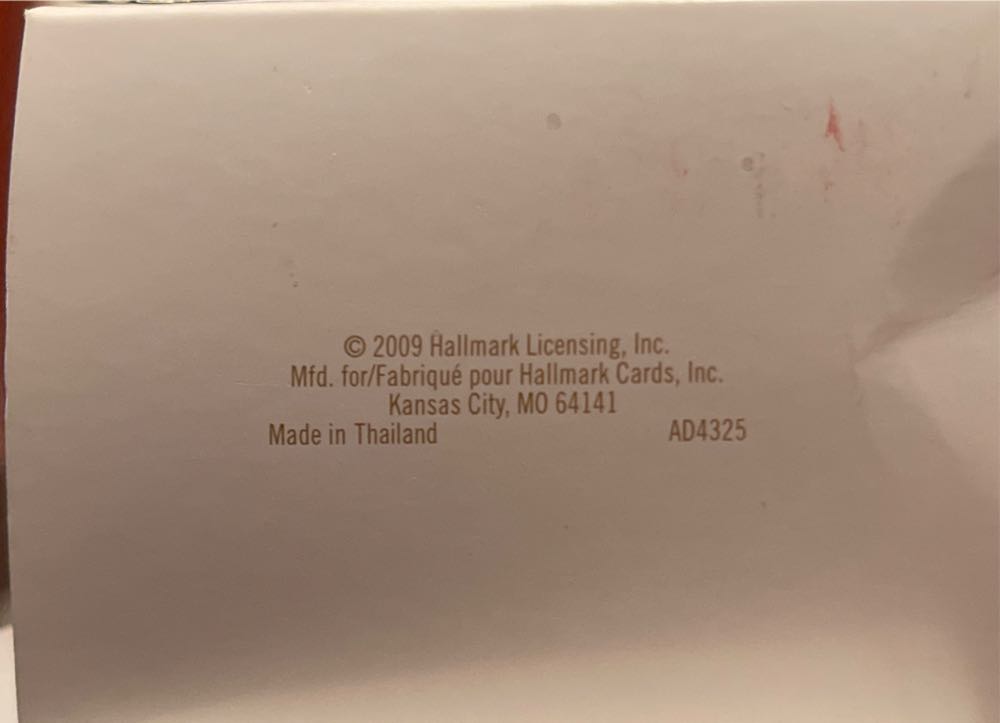 © 2009 Hallmark Licensing, Inc.
Mfd. for/Fabriqué pour Hallmark Cards, Inc.
Kansas City, MO 64141
Made in Thailand AD4325